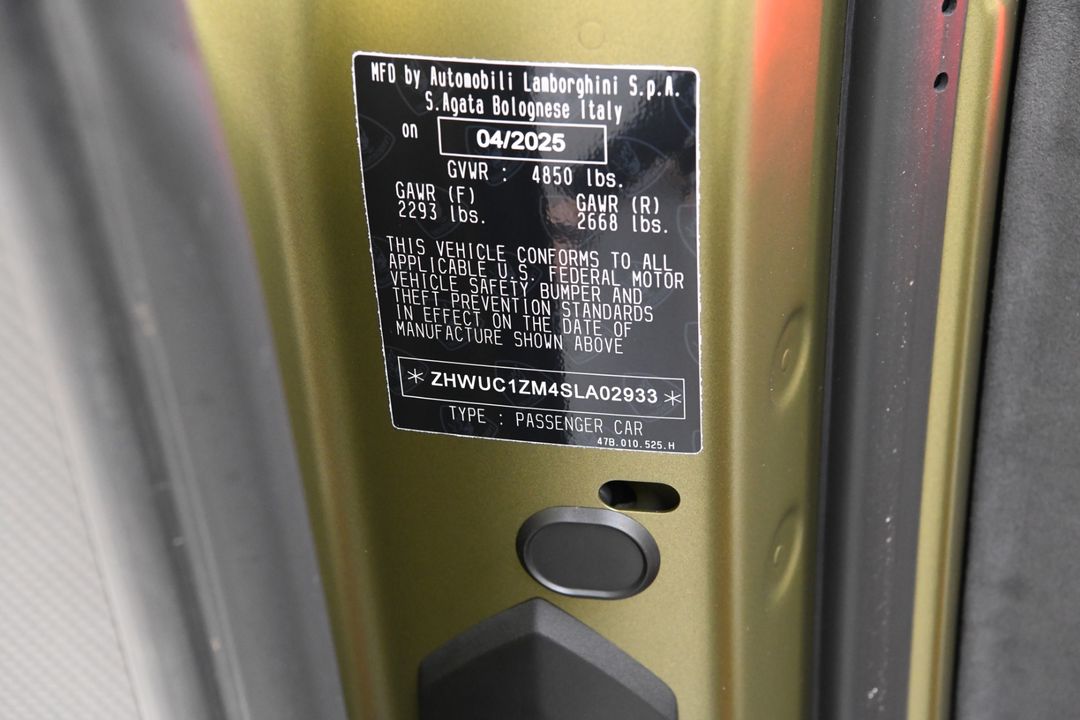 MFD by Automobili Lamborghini S.p.A.
S.Agata Bolognese Italy
on 04/2025
GVWR : 4850 lbs.
GAWR (F) GAWR (R)
2293 lbs. 2668 lbs.
THIS VEHICLE CONFORMS TO ALL
APPLICABLE U.S. FEDERAL MOTOR
VEHICLE SAFETY BUMPER AND
THEFT PREVENTION STANDARDS
IN EFFECT ON THE DATE OF
MANUFACTURE SHOWN ABOVE
* ZHWUC1ZM4SLA02933 *
TYPE : PASSENGER CAR
47B.010.525.H